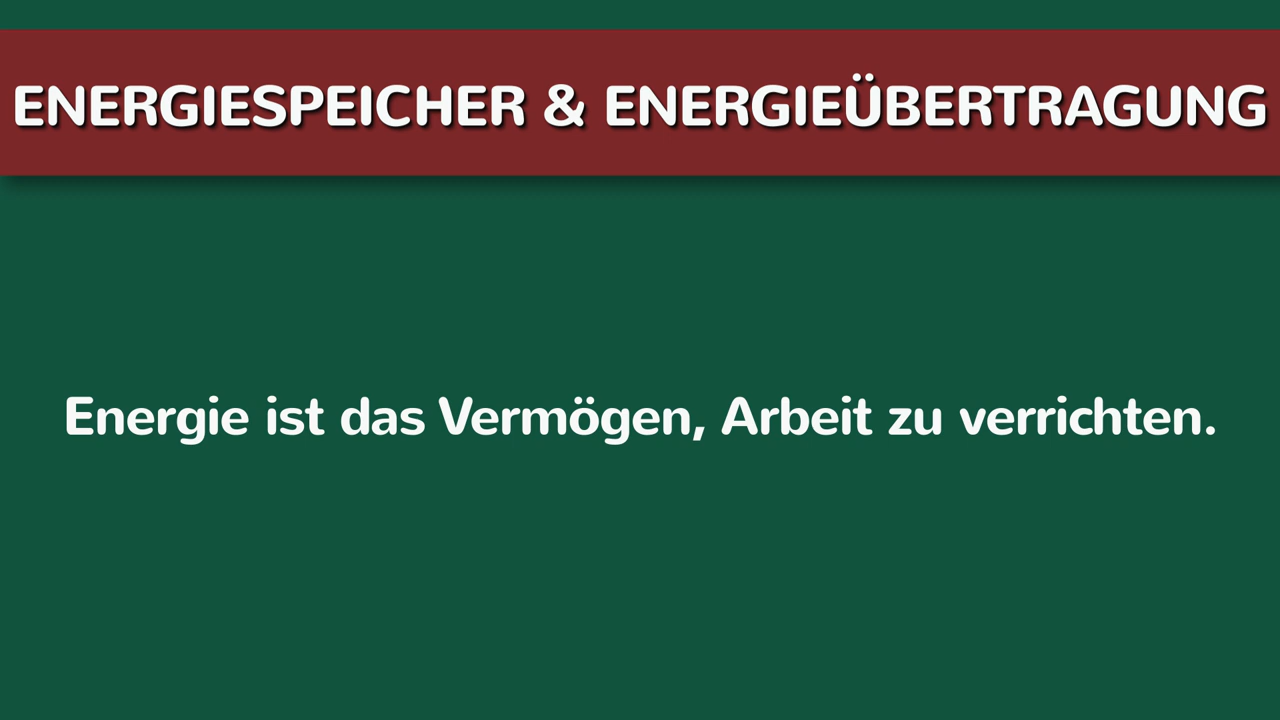 ENERGIESPEICHER & ENERGIEÜBERTRAGUNG
Energie ist das Vermögen, Arbeit zu verrichten.